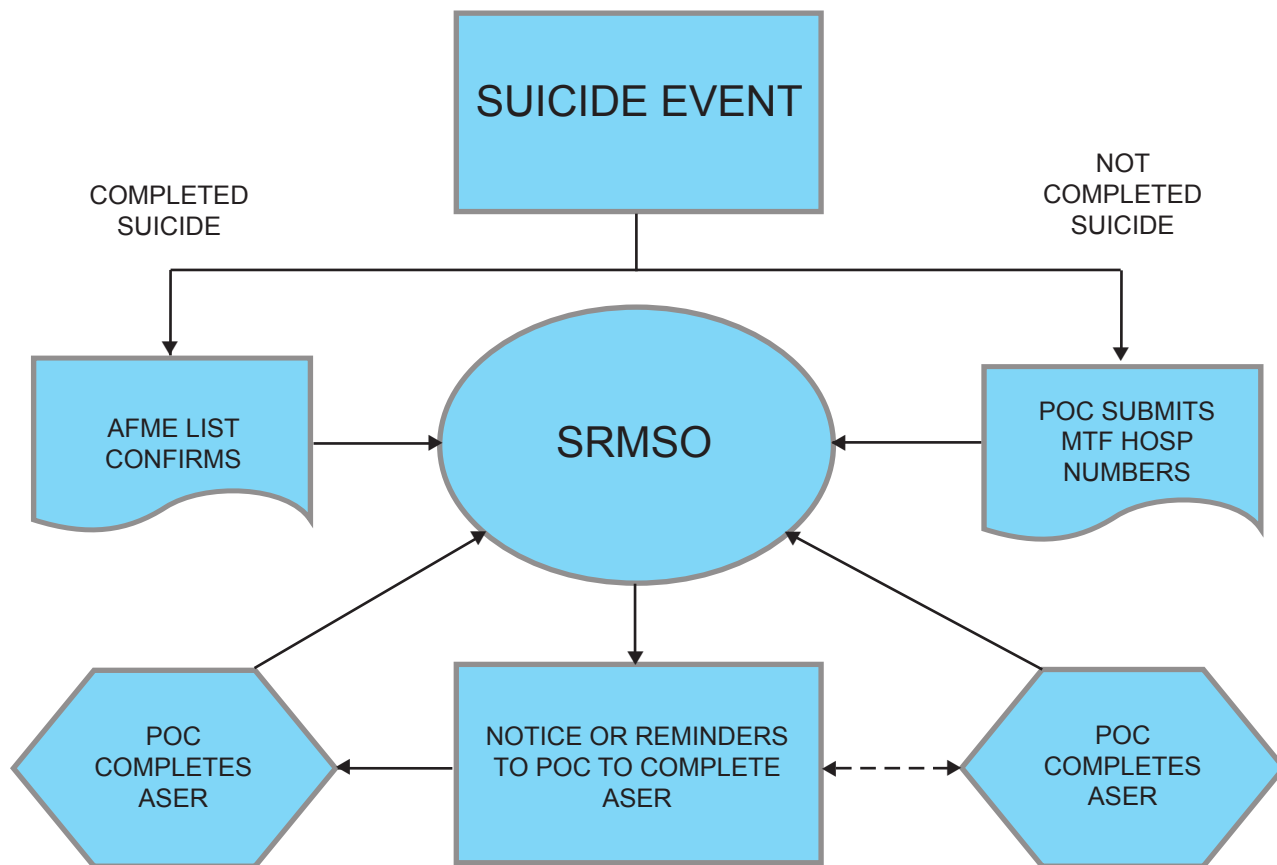 SUICIDE EVENT
COMPLETED
SUICIDE
NOT
COMPLETED
SUICIDE
AFME LIST
CONFIRMS
SRMSO
POC SUBMITS
MTF HOSP
NUMBERS
POC
COMPLETES
ASER
NOTICE OR REMINDERS
TO POC TO COMPLETE
ASER
POC
COMPLETES
ASER